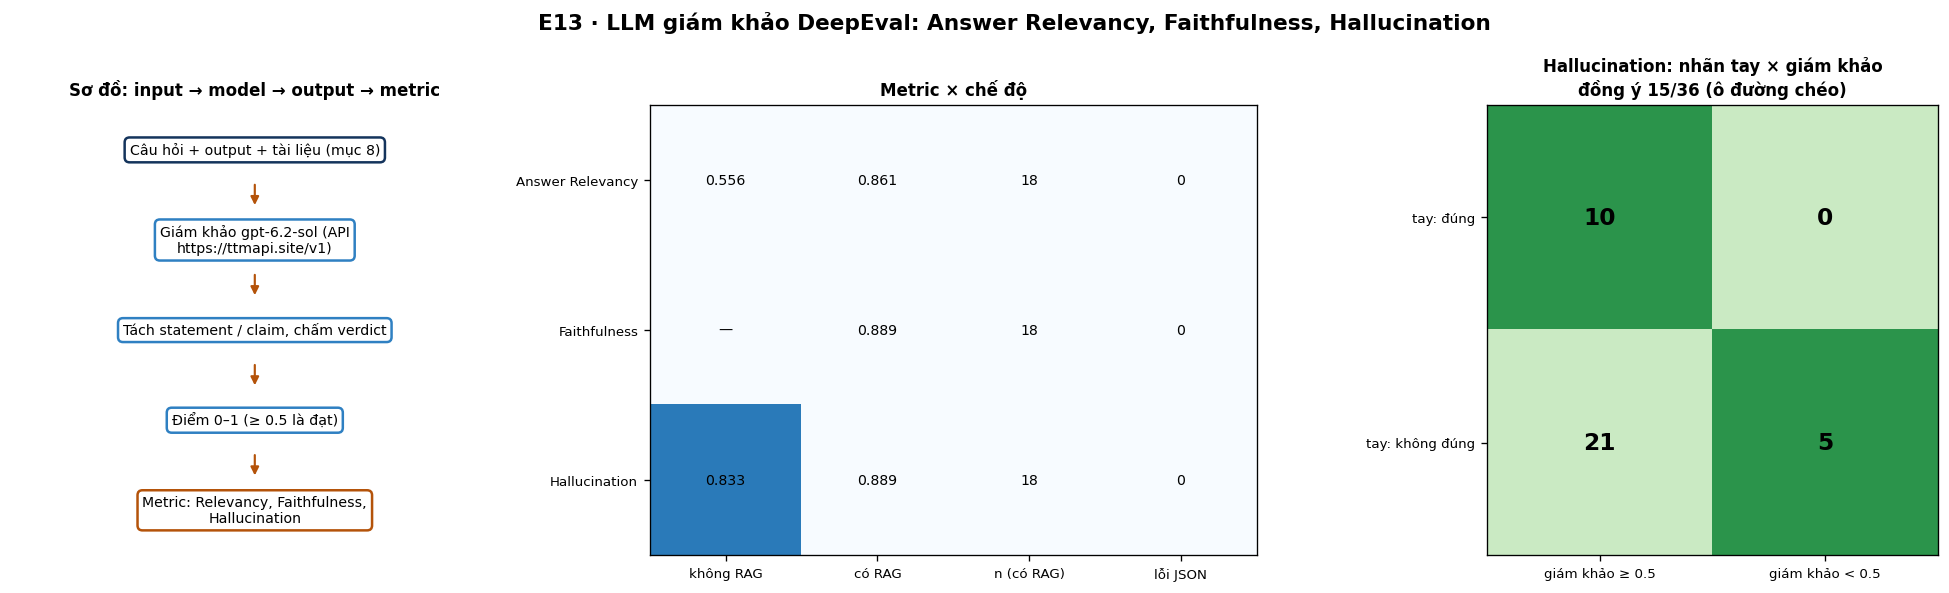 E13 · LLM giám khảo DeepEval: Answer Relevancy, Faithfulness, Hallucination
Sơ đồ: input → model → output → metric
Câu hỏi + output + tài liệu (mục 8)
Giám khảo gpt-6.2-sol (API
https://ttmapi.site/v1)
Tách statement / claim, chấm verdict
Điểm 0–1 (≥ 0.5 là đạt)
Metric: Relevancy, Faithfulness,
Hallucination
Metric × chế độ
Answer Relevancy 0.556 0.861 18 0
Faithfulness — 0.889 18 0
Hallucination 0.833 0.889 18 0
không RAG có RAG n (có RAG) lỗi JSON
Hallucination: nhãn tay × giám khảo
đồng ý 15/36 (ô đường chéo)
tay: đúng 10 0
tay: không đúng 21 5
giám khảo ≥ 0.5 giám khảo < 0.5